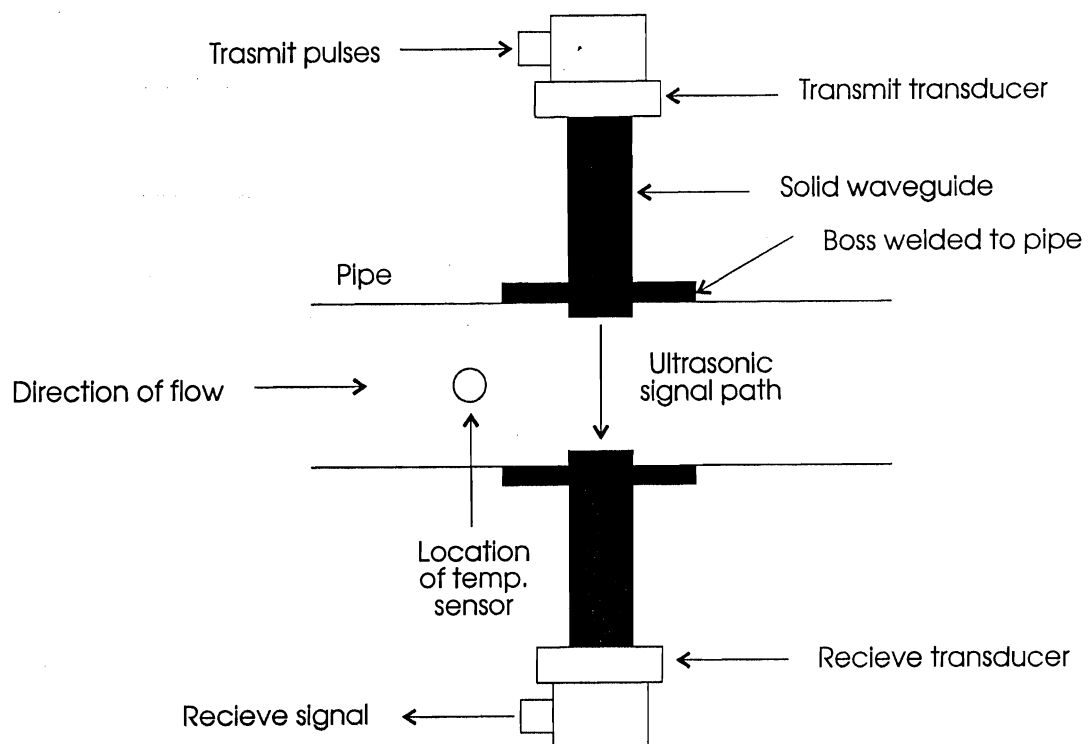 Trasmit pulses
Transmit transducer
Solid waveguide
Boss welded to pipe
Pipe
Ultrasonic
signal path
Direction of flow
Location
of temp.
sensor
Recieve transducer
Recieve signal